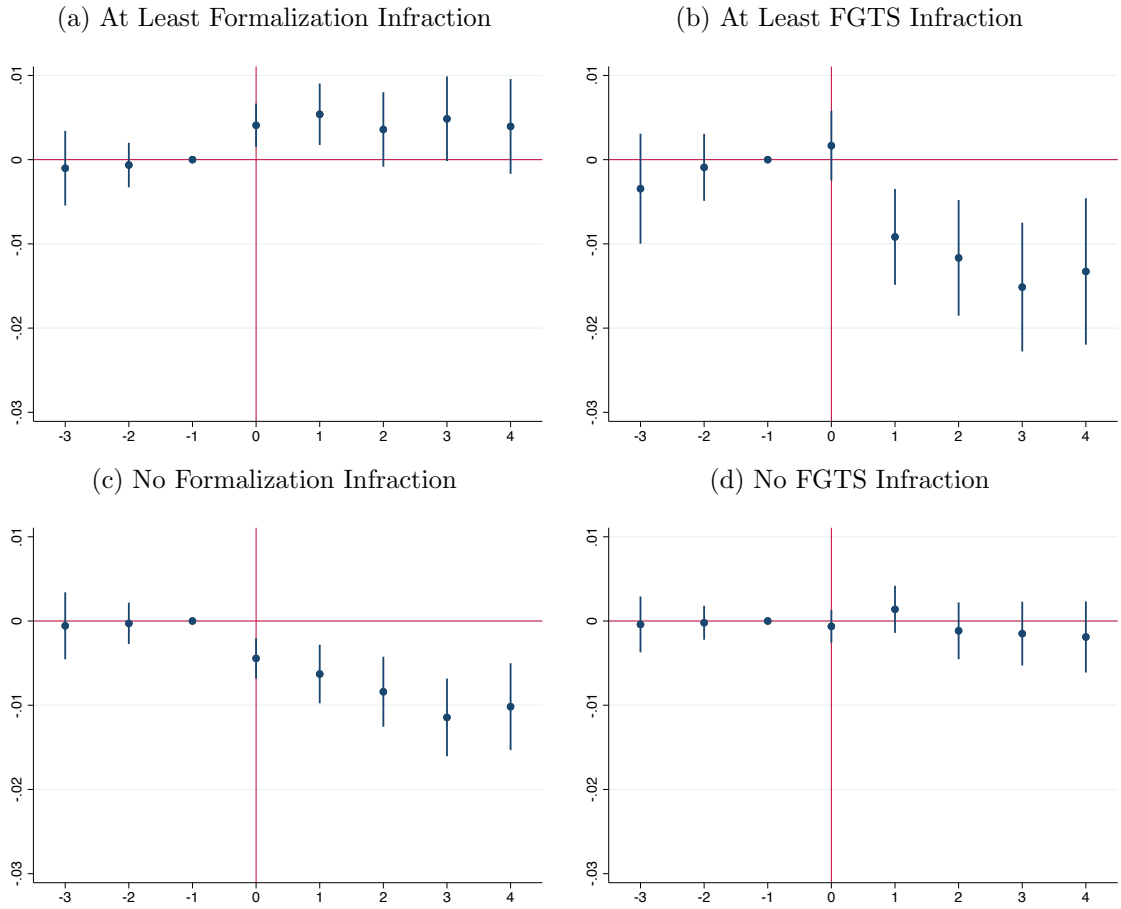 (a) At Least Formalization Infraction
(b) At Least FGTS Infraction
.01
0
-.01
-.02
-.03
-3 -2 -1 0 1 2 3 4
.01
0
-.01
-.02
-.03
-3 -2 -1 0 1 2 3 4
(c) No Formalization Infraction
(d) No FGTS Infraction
.01
0
-.01
-.02
-.03
-3 -2 -1 0 1 2 3 4
.01
0
-.01
-.02
-.03
-3 -2 -1 0 1 2 3 4